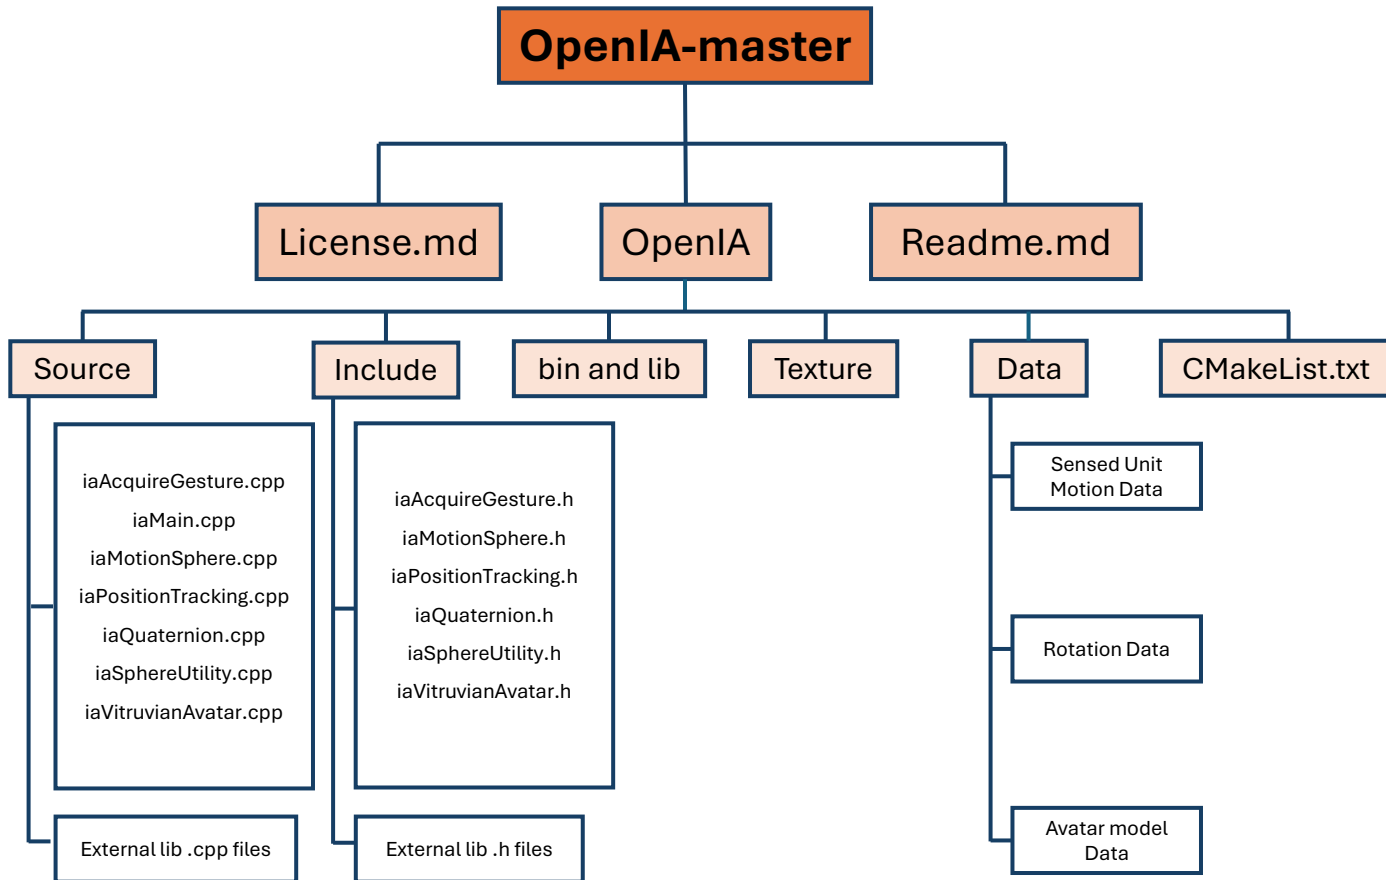 OpenIA-master
License.md
OpenIA
Readme.md
Source
Include
bin and lib
Texture
Data
CMakeList.txt
iaAcquireGesture.cpp
iaMain.cpp
iaMotionSphere.cpp
iaPositionTracking.cpp
iaQuaternion.cpp
iaSphereUtility.cpp
iaVitruvianAvatar.cpp
External lib .cpp files
iaAcquireGesture.h
iaMotionSphere.h
iaPositionTracking.h
iaQuaternion.h
iaSphereUtility.h
iaVitruvianAvatar.h
External lib .h files
Sensed Unit
Motion Data
Rotation Data
Avatar model
Data